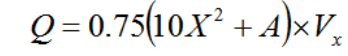 Q = 0.75(10X² + A)×Vₓ